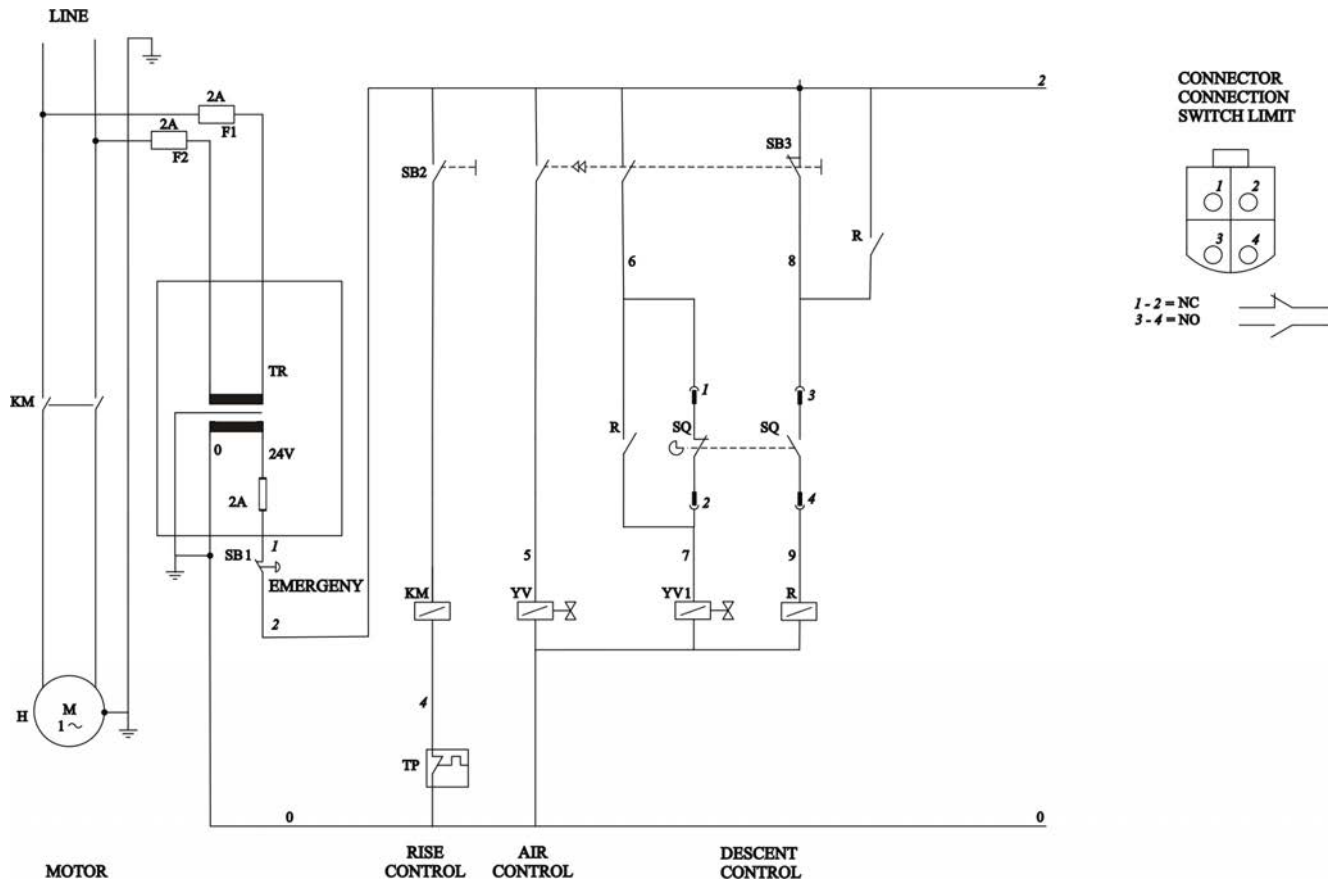 LINE
2A
F1
2A
F2
2
SB2
SB3
R
6
8
CONNECTOR
CONNECTION
SWITCH LIMIT
1 2
3 4
1 - 2 = NC
3 - 4 = NO
TR
KM
0
24V
2A
1
SB1
EMERGENY
2
R
SQ
SQ
1
3
2
4
5
7
9
KM
YV
YV1
R
4
H
M
1～
TP
0
0
MOTOR
RISE
CONTROL
AIR
CONTROL
DESCENT
CONTROL